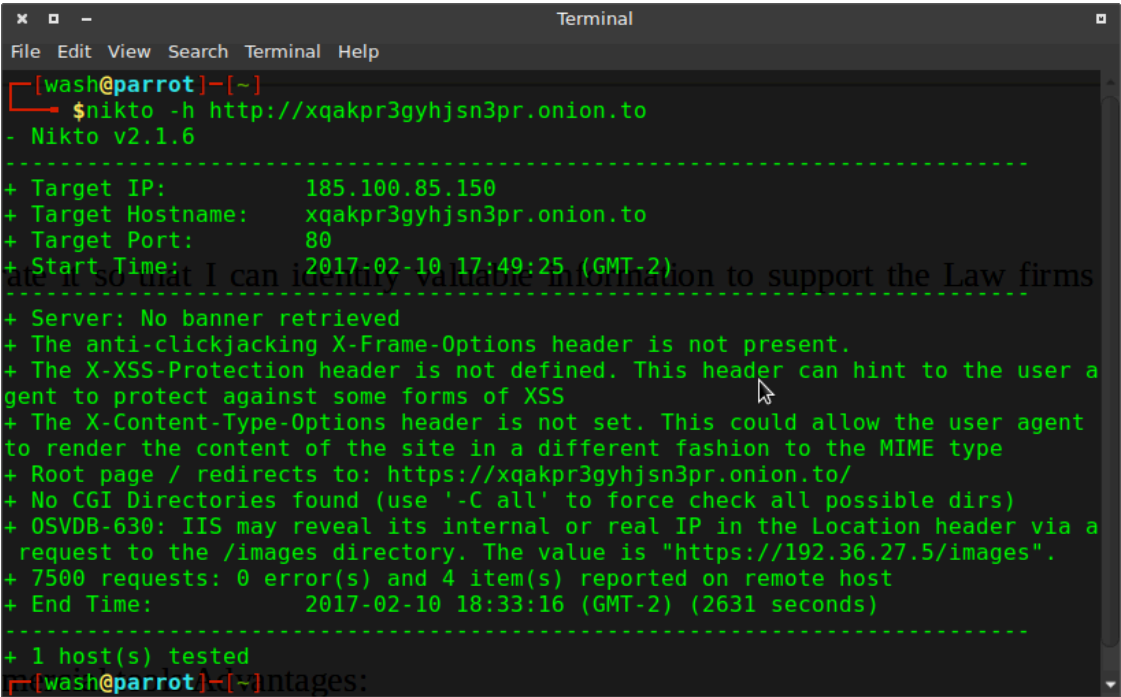 Terminal
File Edit View Search Terminal Help
[wash@parrot]-[~]
$nikto -h http://xqakpr3gyhjsn3pr.onion.to
- Nikto v2.1.6
---------------------------------------------------------------------------
+ Target IP: 185.100.85.150
+ Target Hostname: xqakpr3gyhjsn3pr.onion.to
+ Target Port: 80
+ Start Time: 2017-02-10 17:49:25 (GMT-2)
ate it so that I can identify valuable information to support the Law firms
---------------------------------------------------------------------------
+ Server: No banner retrieved
+ The anti-clickjacking X-Frame-Options header is not present.
+ The X-XSS-Protection header is not defined. This header can hint to the user a
gent to protect against some forms of XSS
+ The X-Content-Type-Options header is not set. This could allow the user agent
to render the content of the site in a different fashion to the MIME type
+ Root page / redirects to: https://xqakpr3gyhjsn3pr.onion.to/
+ No CGI Directories found (use '-C all' to force check all possible dirs)
+ OSVDB-630: IIS may reveal its internal or real IP in the Location header via a
request to the /images directory. The value is "https://192.36.27.5/images".
+ 7500 requests: 0 error(s) and 4 item(s) reported on remote host
+ End Time: 2017-02-10 18:33:16 (GMT-2) (2631 seconds)
---------------------------------------------------------------------------
+ 1 host(s) tested
[wash@parrot]-[~]
Advantages: